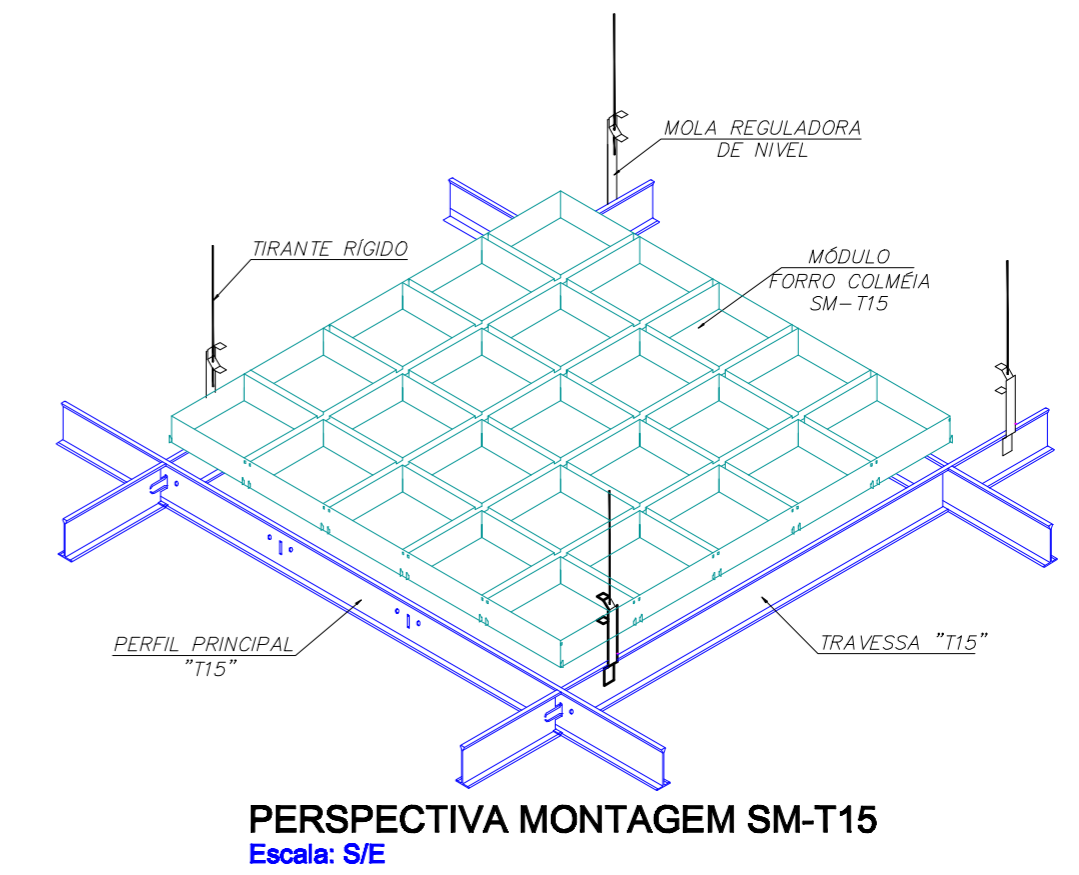 MOLA REGULADORA
DE NIVEL
TIRANTE RÍGIDO
MÓDULO
FORRO COLMÉIA
SM-T15
PERFIL PRINCIPAL
"T15"
TRAVESSA "T15"
PERSPECTIVA MONTAGEM SM-T15
Escala: S/E